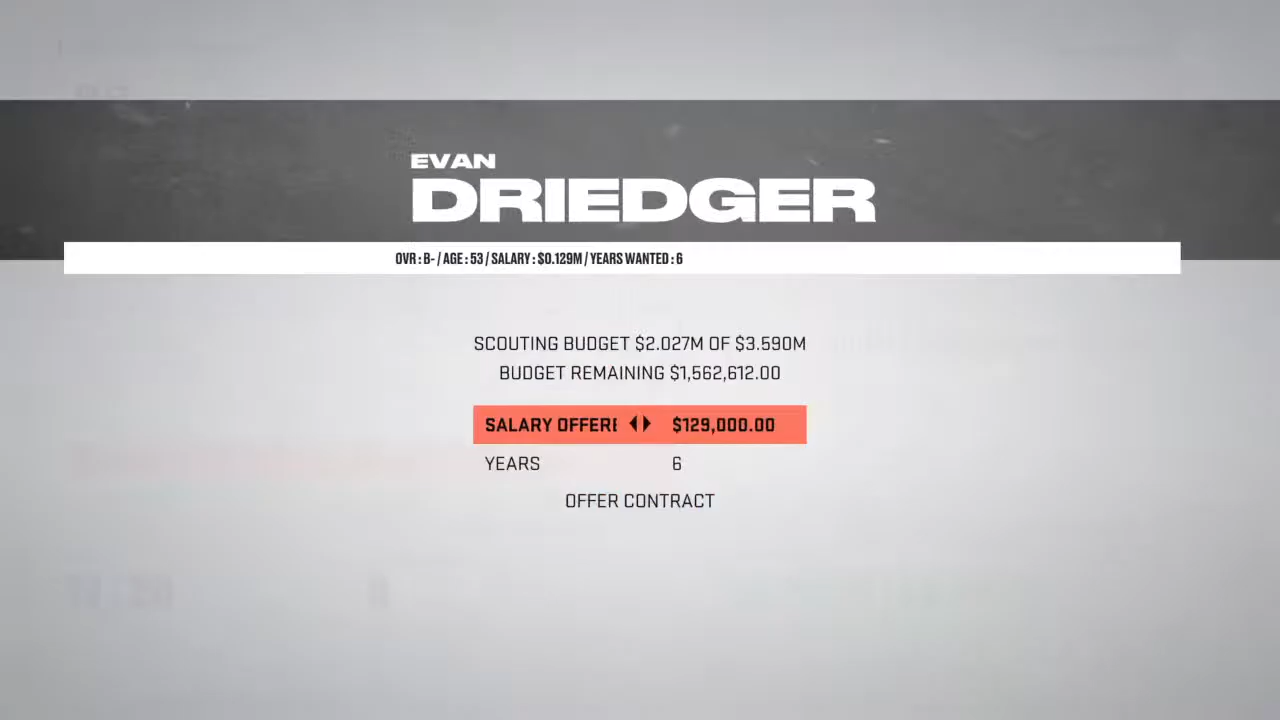 EVAN
DRIEDGER
OVR : B- / AGE : 53 / SALARY : $0.129M / YEARS WANTED : 6
SCOUTING BUDGET $2.027M OF $3.590M
BUDGET REMAINING $1,562,612.00
SALARY OFFERE $129,000.00
YEARS 6
OFFER CONTRACT